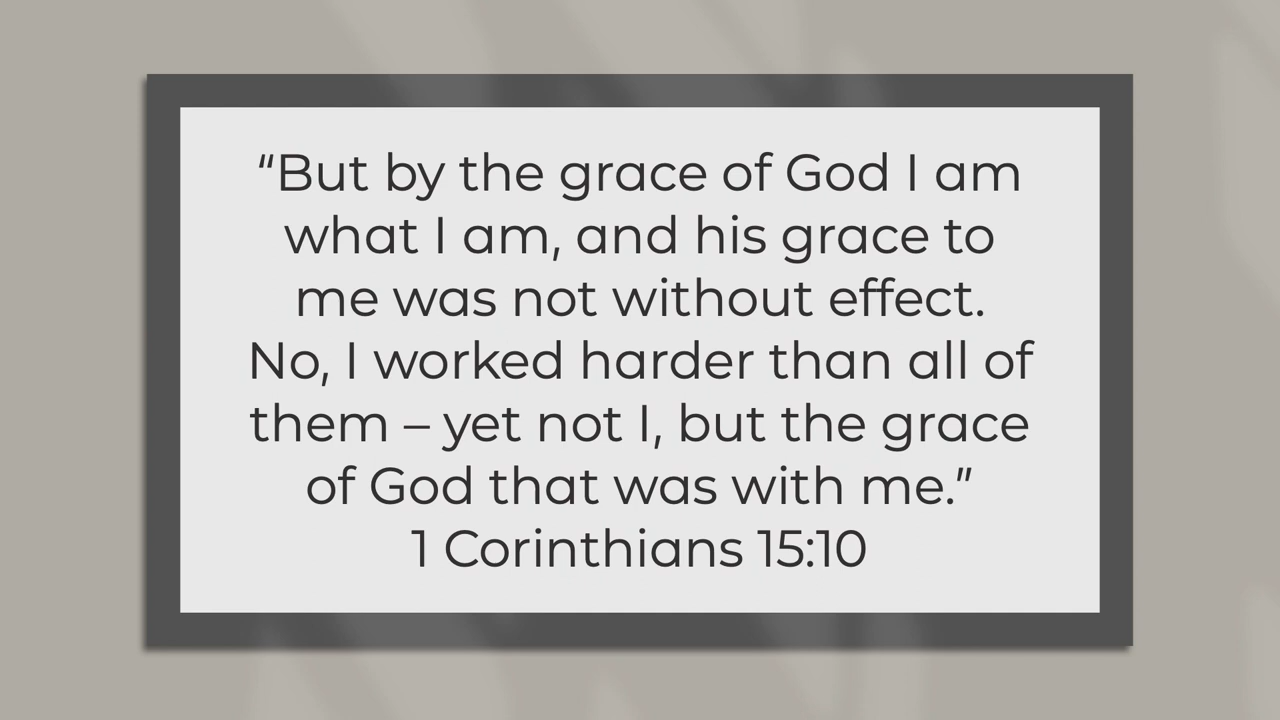 “But by the grace of God I am
what I am, and his grace to
me was not without effect.
No, I worked harder than all of
them – yet not I, but the grace
of God that was with me.”
1 Corinthians 15:10